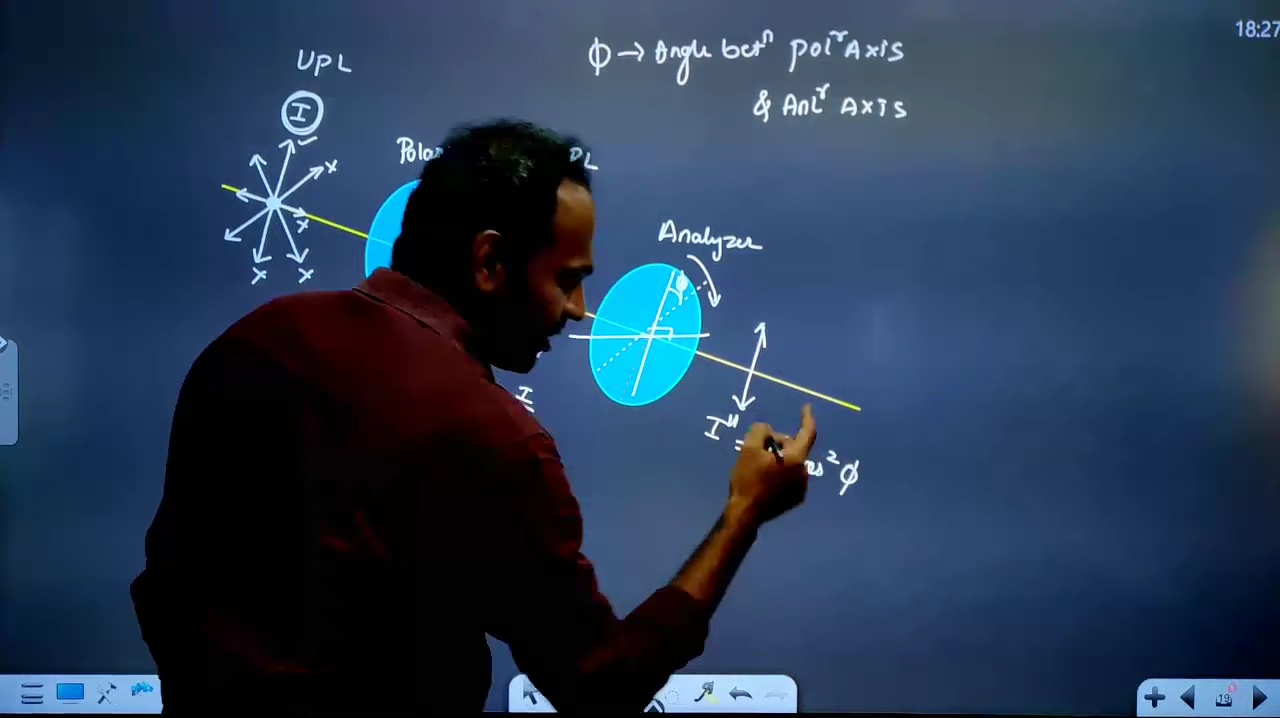 18:27
UPL
ϕ → Angle betⁿ polʳ Axis
& Anlʳ Axis
I
x
x
x
x
Analyzer
I
I"
=
ϕ